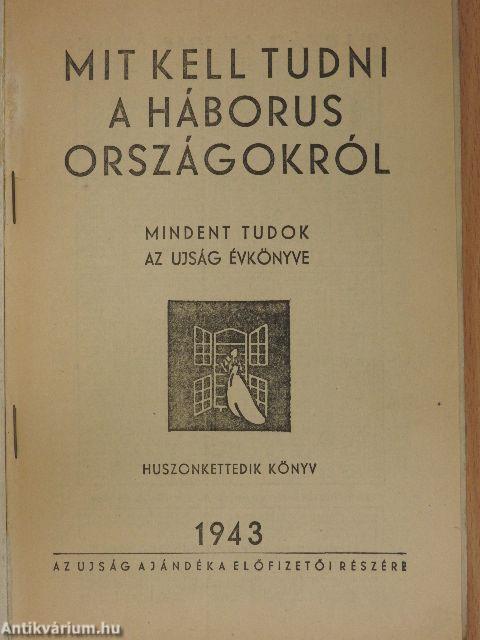 MIT KELL TUDNI
A HÁBORUS
ORSZÁGOKRÓL
MINDENT TUDOK
AZ UJSÁG ÉVKÖNYVE
HUSZONKETTEDIK KÖNYV
1943
AZ UJSÁG AJÁNDÉKA ELŐFIZETŐI RÉSZÉRE
Antikvárium.hu